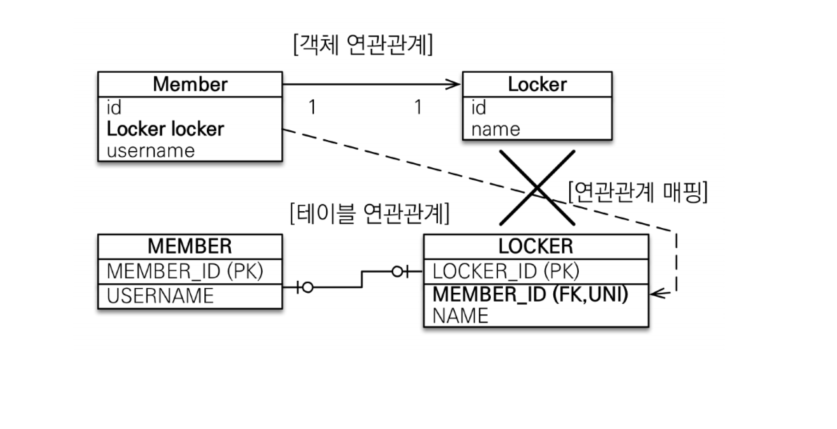 [객체 연관관계]
Member
id
Locker locker
username
1
1
Locker
id
name
[연관관계 매핑]
[테이블 연관관계]
MEMBER
MEMBER_ID (PK)
USERNAME
LOCKER
LOCKER_ID (PK)
MEMBER_ID (FK,UNI)
NAME